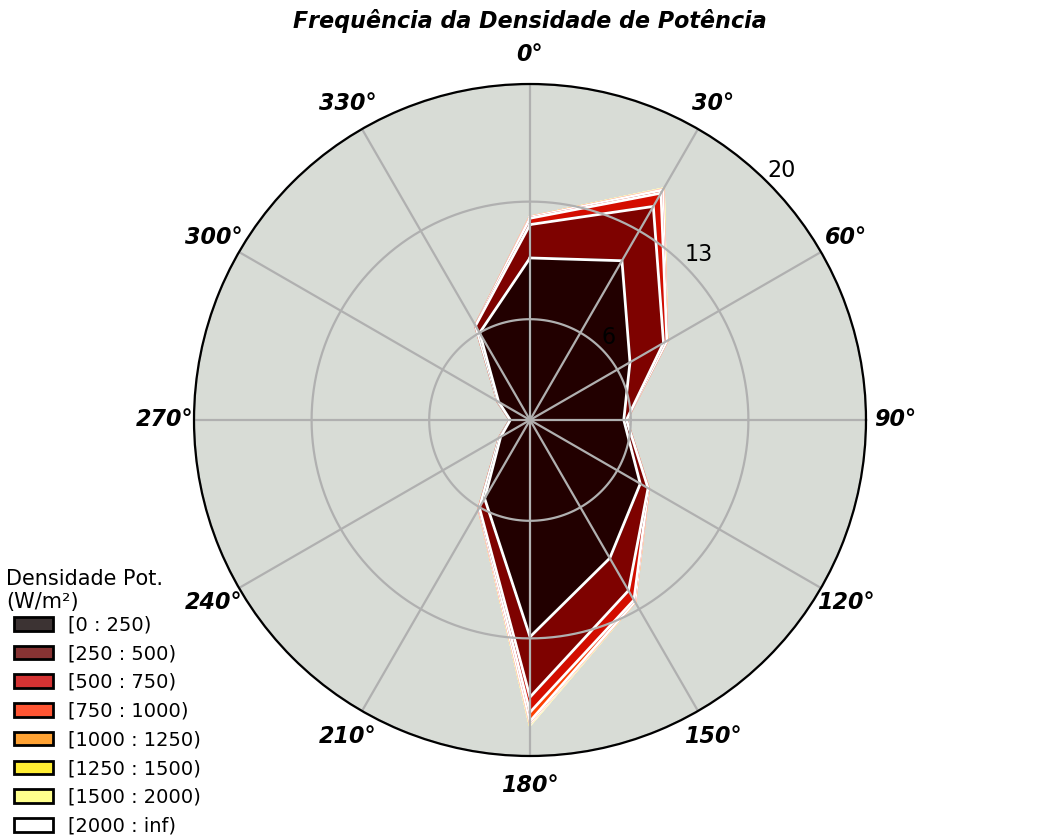 Frequência da Densidade de Potência
0°
330°
30°
20
300°
60°
13
6
270°
90°
240°
120°
210°
150°
180°
Densidade Pot.
(W/m²)
[0 : 250)
[250 : 500)
[500 : 750)
[750 : 1000)
[1000 : 1250)
[1250 : 1500)
[1500 : 2000)
[2000 : inf)